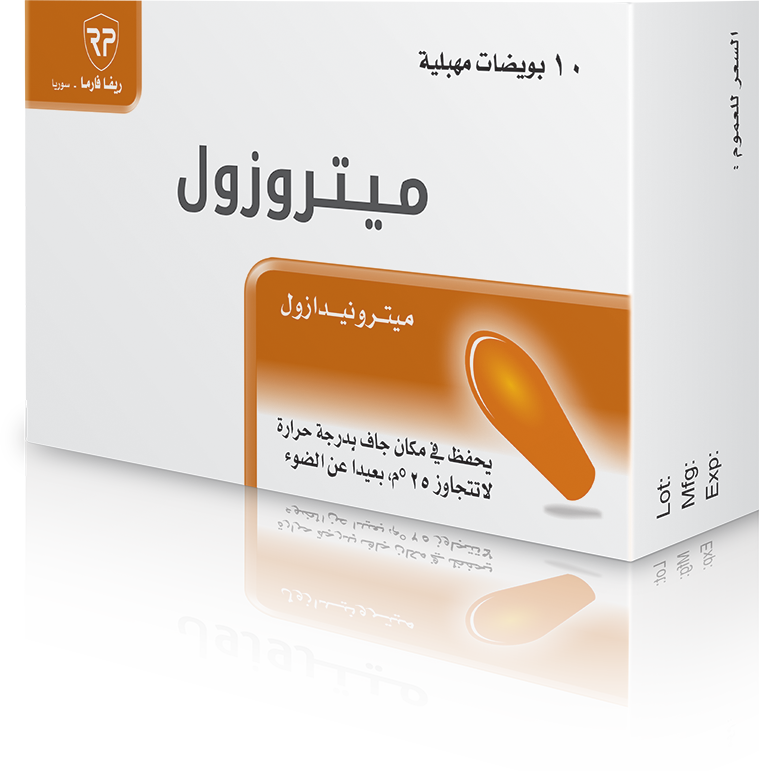 RP
ريفا فارما - سوريا
١٠ بويضات مهبلية
ميتروزول
ميترونيدازول
يحفظ في مكان جاف بدرجة حرارة
لاتتجاوز ٢٥ °م، بعيدا عن الضوء
السعر للعموم :
Lot:
Mfg:
Exp: